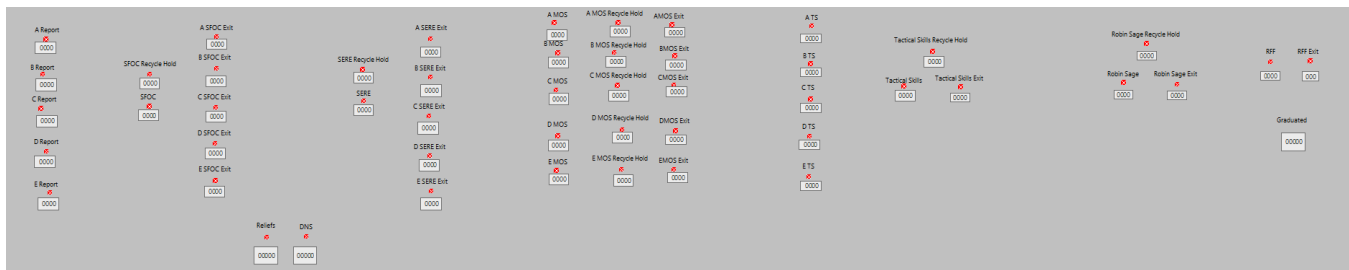 A Report
0000
B Report
0000
C Report
0000
D Report
0000
E Report
0000
SFOC Recycle Hold
0000
SFOC
0000
A SFOC Exit
0000
B SFOC Exit
0000
C SFOC Exit
0000
D SFOC Exit
0000
E SFOC Exit
0000
Reliefs
00000
DNS
00000
SERE Recycle Hold
0000
SERE
0000
A SERE Exit
0000
B SERE Exit
0000
C SERE Exit
0000
D SERE Exit
0000
E SERE Exit
0000
A MOS
0000
B MOS
0000
C MOS
0000
D MOS
0000
E MOS
0000
A MOS Recycle Hold
0000
B MOS Recycle Hold
0000
C MOS Recycle Hold
0000
D MOS Recycle Hold
0000
E MOS Recycle Hold
0000
AMOS Exit
0000
BMOS Exit
0000
CMOS Exit
0000
DMOS Exit
0000
EMOS Exit
0000
A TS
0000
B TS
0000
C TS
0000
D TS
0000
E TS
0000
Tactical Skills Recycle Hold
0000
Tactical Skills
0000
Tactical Skills Exit
0000
Robin Sage Recycle Hold
0000
Robin Sage
0000
Robin Sage Exit
0000
RFF
0000
RFF Exit
000
Graduated
00000